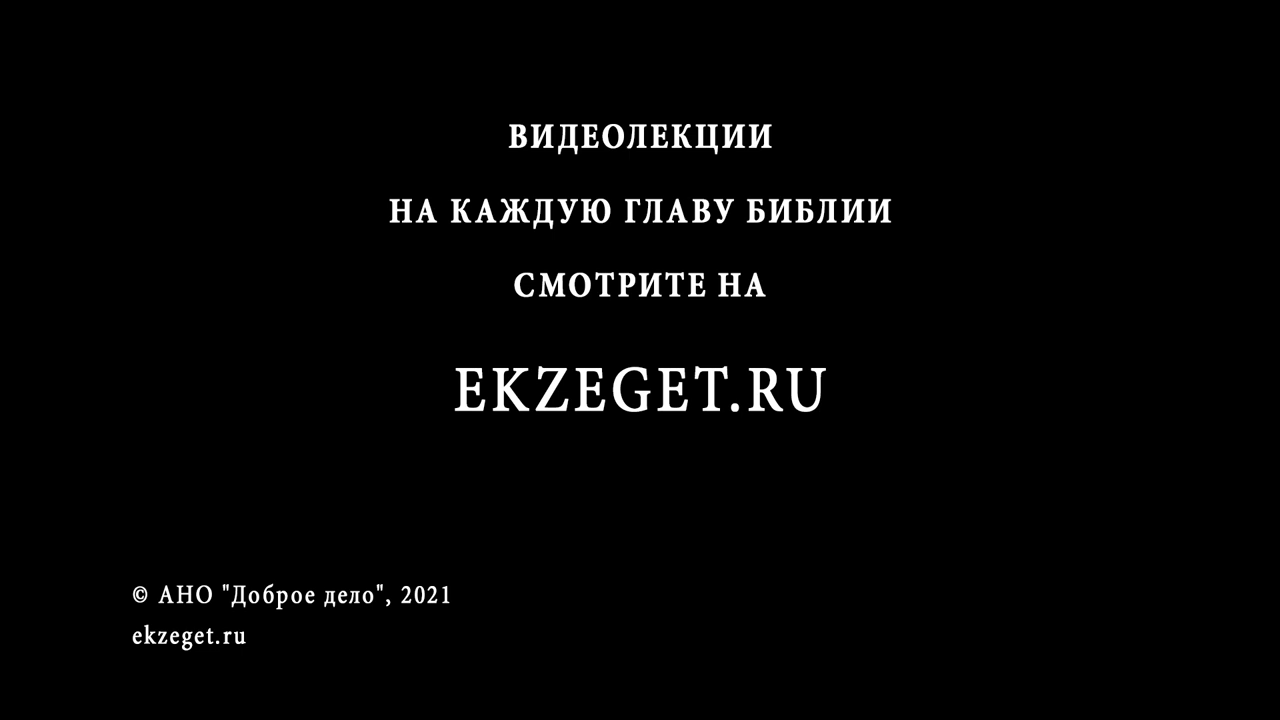 ВИДЕОЛЕКЦИИ
НА КАЖДУЮ ГЛАВУ БИБЛИИ
СМОТРИТЕ НА
EKZEGET.RU
© АНО "Доброе дело", 2021
ekzeget.ru